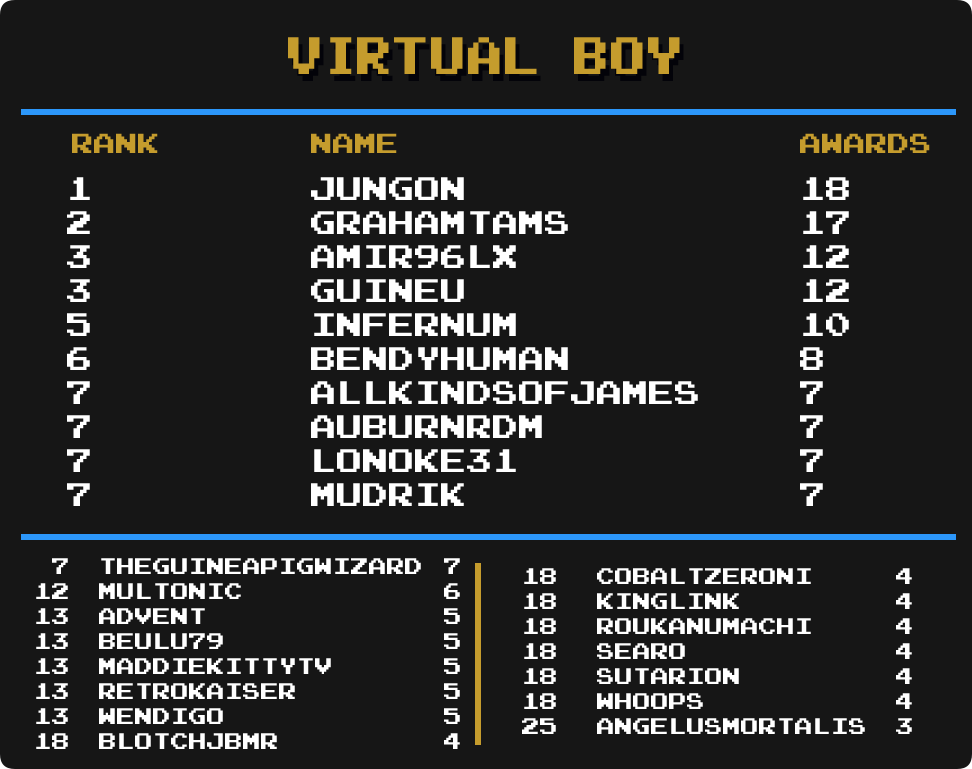 VIRTUAL BOY
RANK NAME AWARDS
1 JUNGON 18
2 GRAHAMTAMS 17
3 AMIR96LX 12
3 GUINEU 12
5 INFERNUM 10
6 BENDYHUMAN 8
7 ALLKINDSOFJAMES 7
7 AUBURNRDM 7
7 LONOKE31 7
7 MUDRIK 7
7 THEGUINEAPIGWIZARD 7
12 MULTONIC 6
13 ADVENT 5
13 BEULU79 5
13 MADDIEKITTYTV 5
13 RETROKAISER 5
13 WENDIGO 5
18 BLOTCHJBMR 4
18 COBALTZERONI 4
18 KINGLINK 4
18 ROUKANUMACHI 4
18 SEARO 4
18 SUTARION 4
18 WHOOPS 4
25 ANGELUSMORTALIS 3